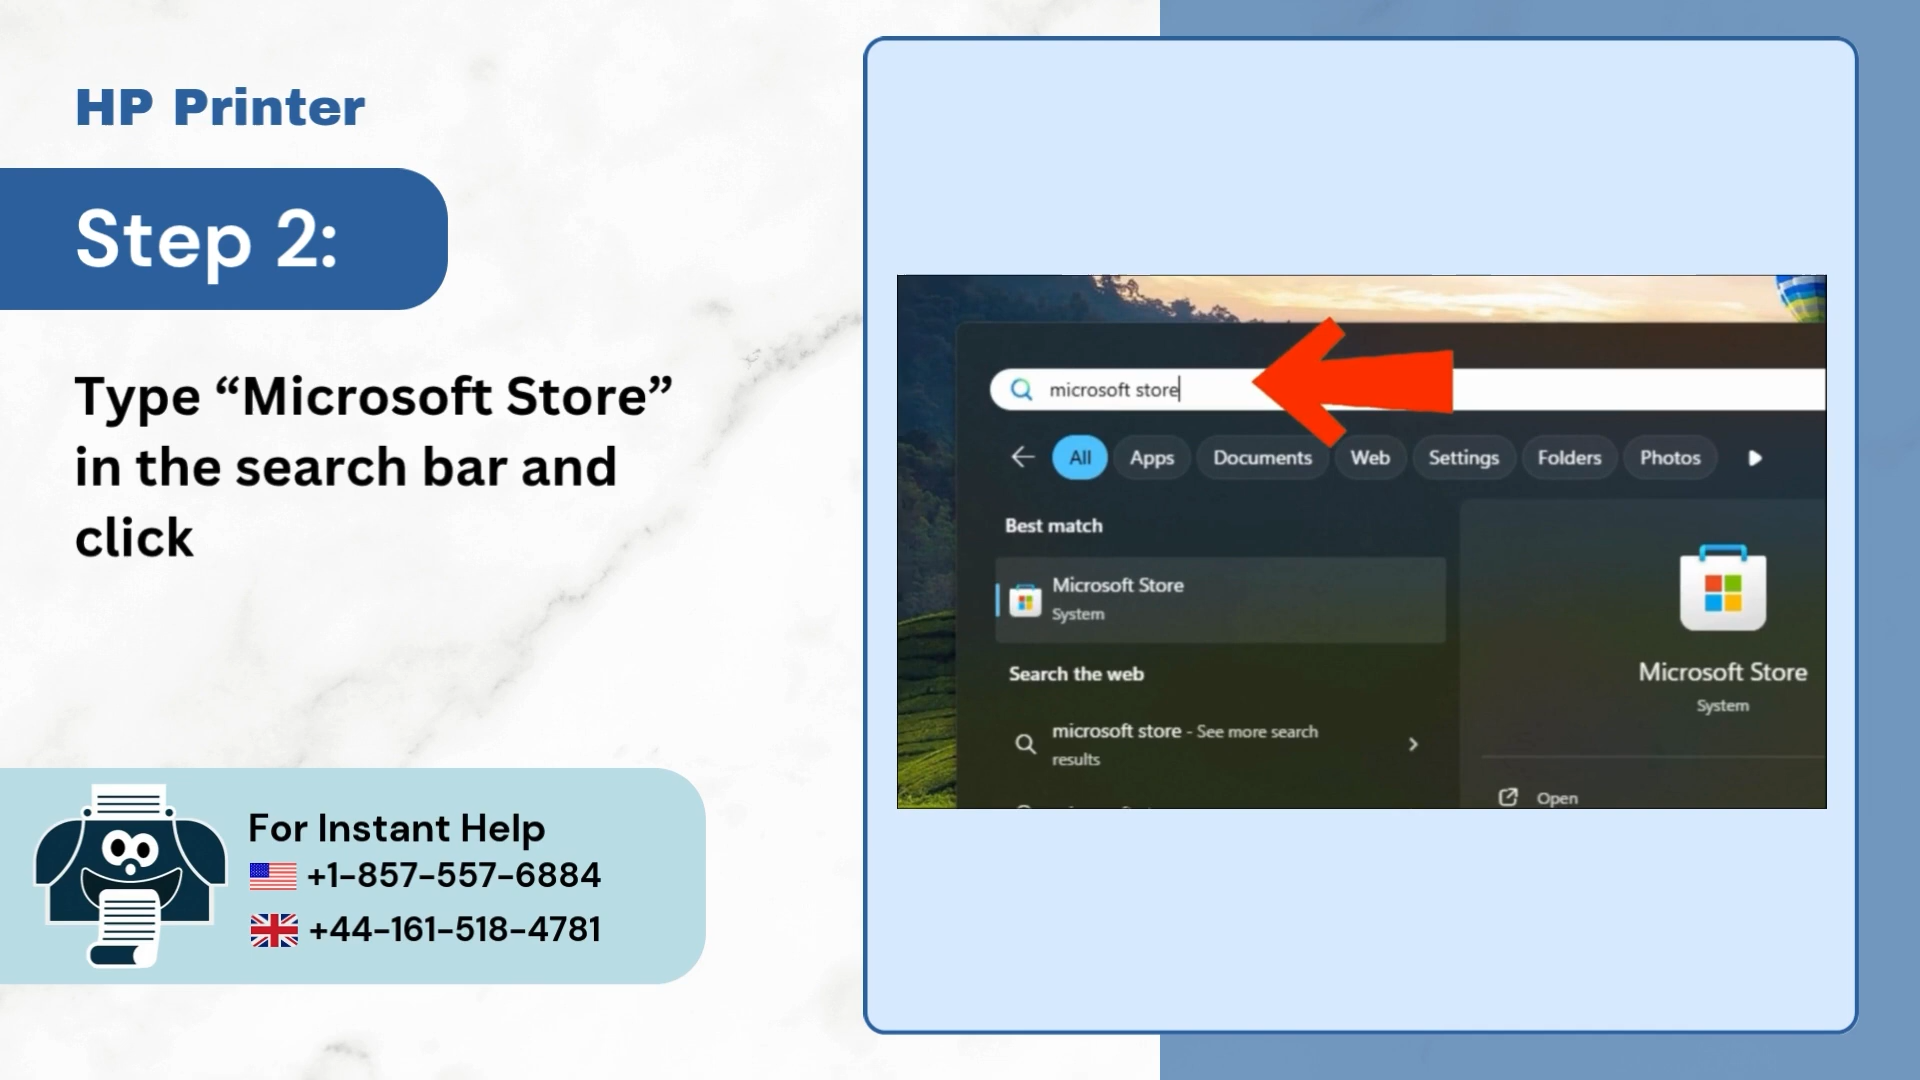 HP Printer
Step 2:
Type “Microsoft Store”
in the search bar and
click
For Instant Help
+1-857-557-6884
+44-161-518-4781
microsoft store
All Apps Documents Web Settings Folders Photos
Best match
Microsoft Store
System
Search the web
microsoft store - See more search
results
Microsoft Store
System
Open